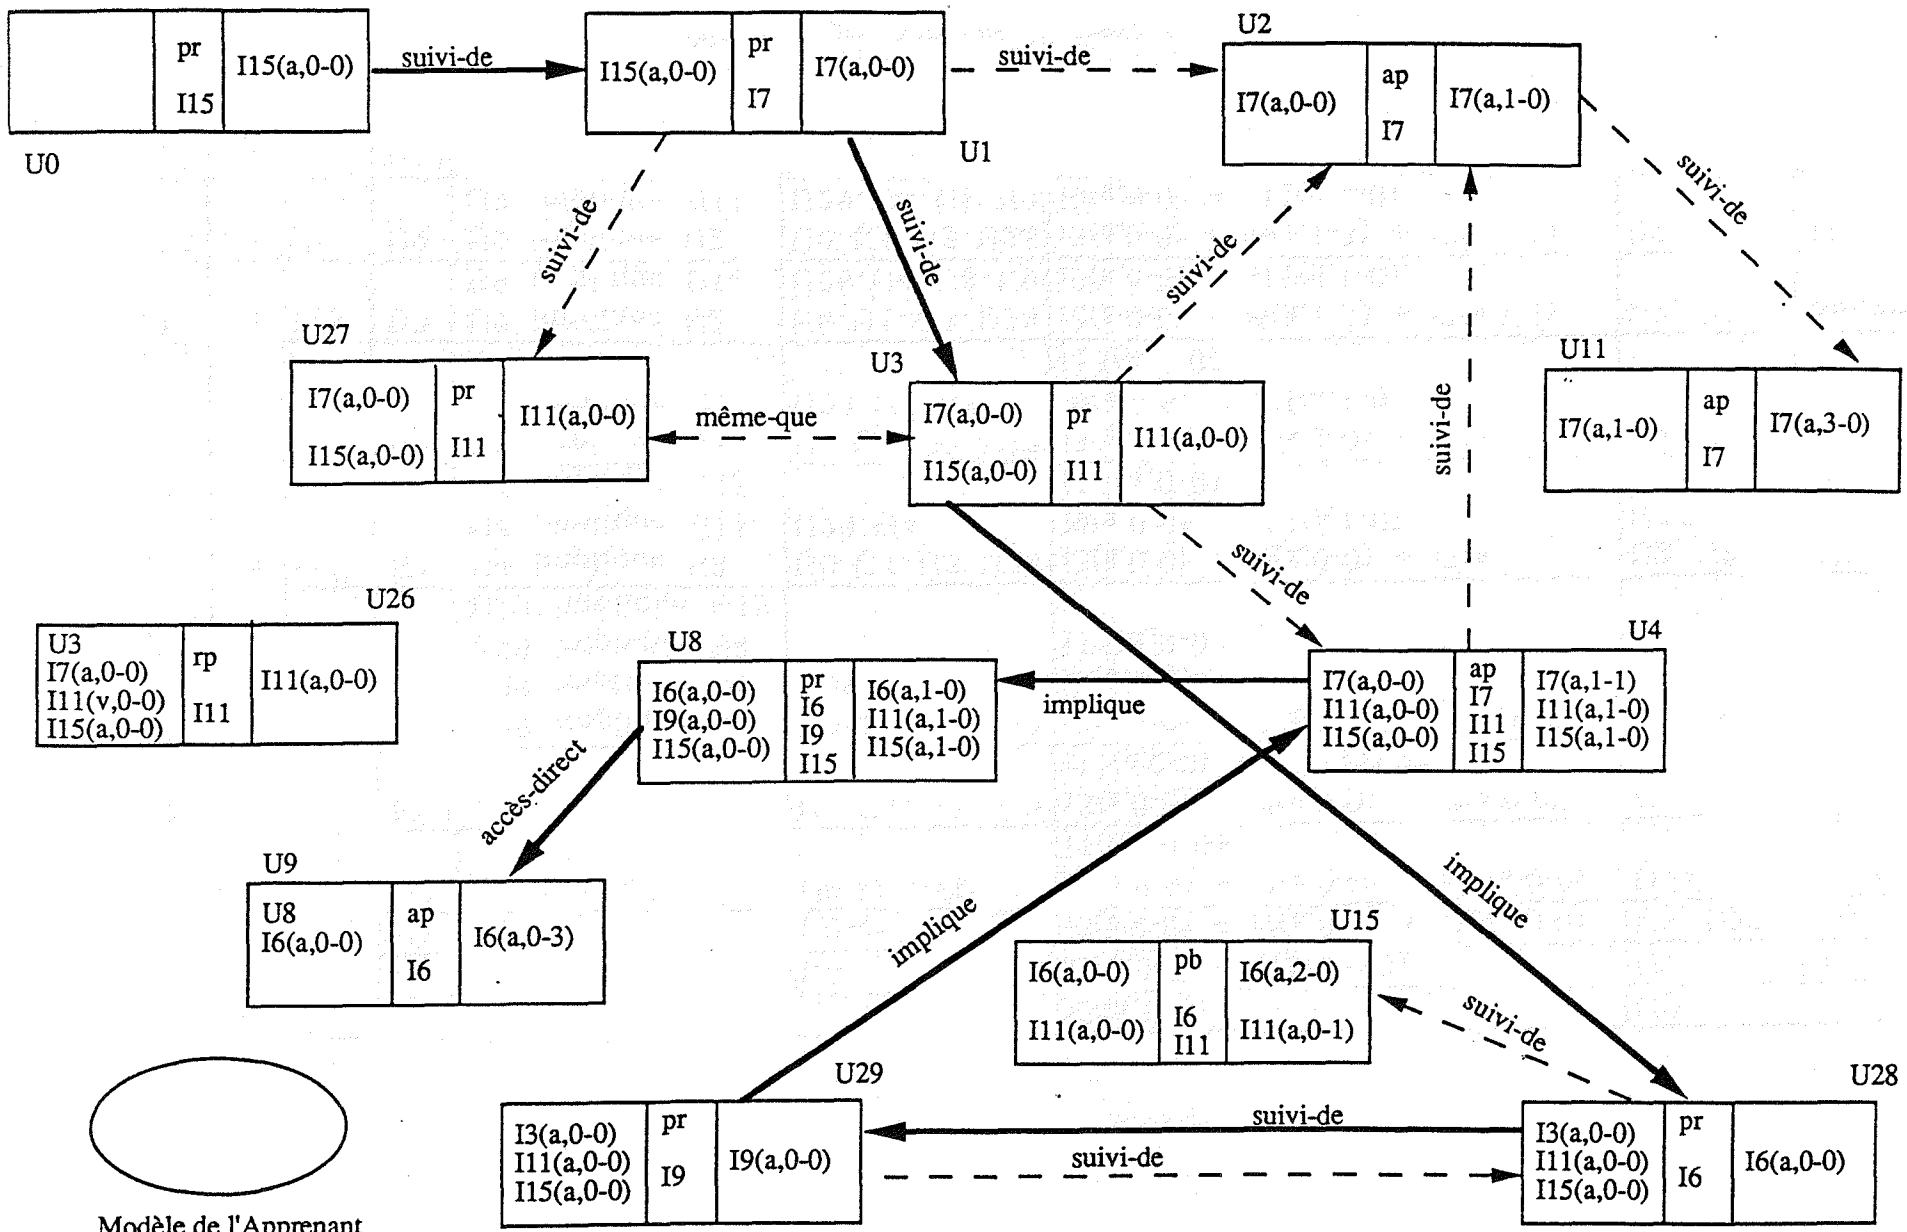 pr
I15
I15(a,0-0)
U0
suivi-de
I15(a,0-0)
pr
I7
I7(a,0-0)
U1
suivi-de
U2
I7(a,0-0)
ap
I7
I7(a,1-0)
suivi-de
suivi-de
suivi-de
suivi-de
U27
I7(a,0-0)
I15(a,0-0)
pr
I11
I11(a,0-0)
même-que
U3
I7(a,0-0)
I15(a,0-0)
pr
I11
I11(a,0-0)
suivi-de
U11
I7(a,1-0)
ap
I7
I7(a,3-0)
suivi-de
U26
U3
I7(a,0-0)
I11(v,0-0)
I15(a,0-0)
rp
I11
I11(a,0-0)
U8
I6(a,0-0)
I9(a,0-0)
I15(a,0-0)
pr
I6
I9
I15
I6(a,1-0)
I11(a,1-0)
I15(a,1-0)
implique
U4
I7(a,0-0)
I11(a,0-0)
I15(a,0-0)
ap
I7
I11
I15
I7(a,1-1)
I11(a,1-0)
I15(a,1-0)
accès-direct
U9
U8
I6(a,0-0)
ap
I6
I6(a,0-3)
implique
implique
U15
I6(a,0-0)
I11(a,0-0)
pb
I6
I11
I6(a,2-0)
I11(a,0-1)
suivi-de
U29
I3(a,0-0)
I11(a,0-0)
I15(a,0-0)
pr
I9
I9(a,0-0)
suivi-de
suivi-de
U28
I3(a,0-0)
I11(a,0-0)
I15(a,0-0)
pr
I6
I6(a,0-0)
Modèle de l'Apprenant